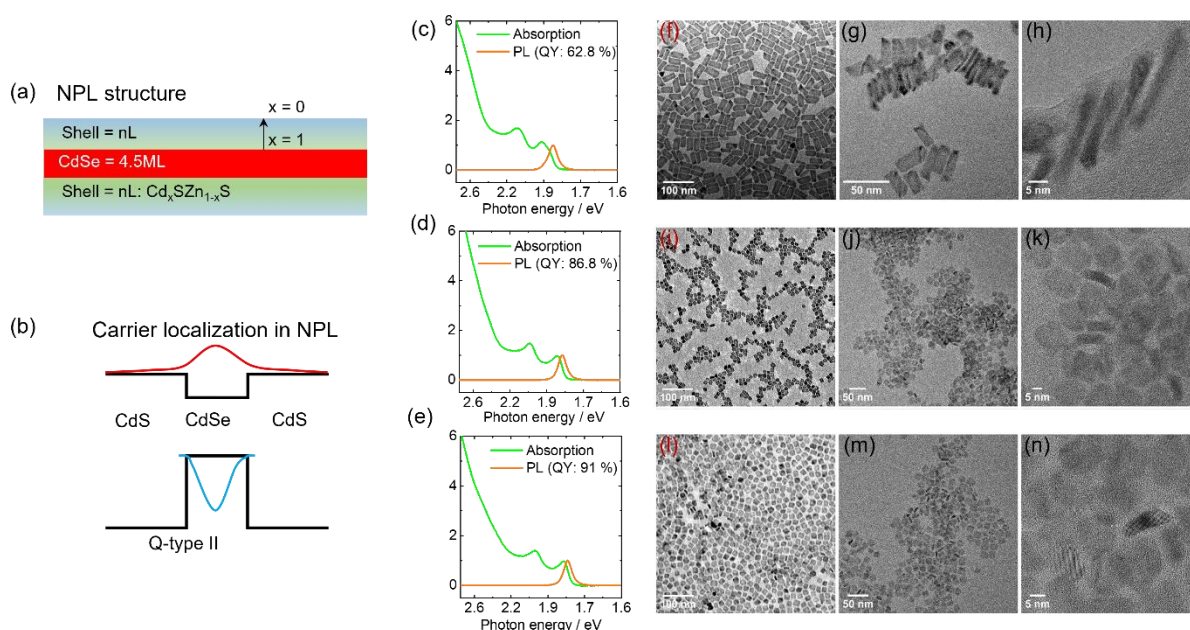 (a) NPL structure
x = 0
Shell = nL
x = 1
CdSe = 4.5ML
Shell = nL: CdₓSZn₁₋ₓS
(b)
Carrier localization in NPL
CdS CdSe CdS
Q-type II
(c)
6
4
2
0
Absorption
PL (QY: 62.8 %)
2.6 2.2 1.9 1.6
Photon energy / eV
(d)
6
4
2
0
Absorption
PL (QY: 86.8 %)
2.6 2.2 1.9 1.6
Photon energy / eV
(e)
6
4
2
0
Absorption
PL (QY: 91 %)
2.6 2.2 1.9 1.6
Photon energy / eV
(f) (g) (h)
100 nm 50 nm 5 nm
(i) (j) (k)
100 nm 50 nm 5 nm
(l) (m) (n)
100 nm 50 nm 5 nm